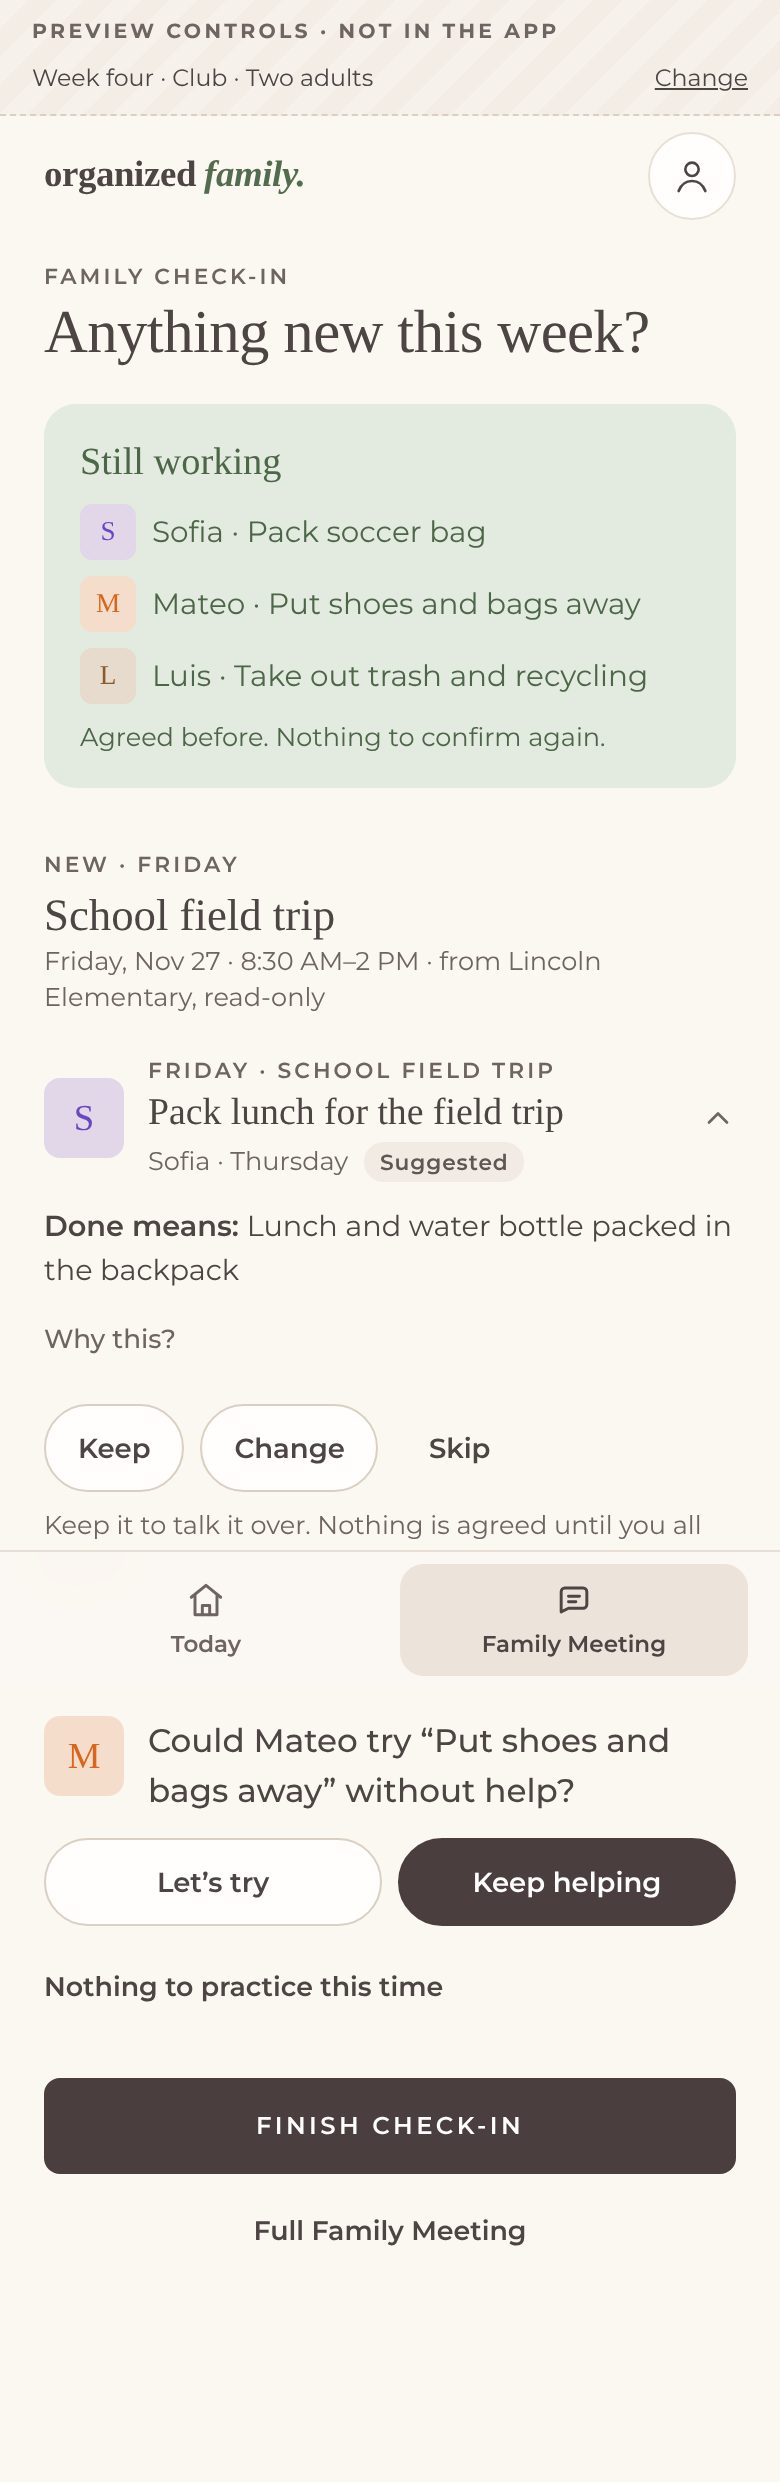 PREVIEW CONTROLS · NOT IN THE APP
Week four · Club · Two adults
Change
organized family.
FAMILY CHECK-IN
Anything new this week?
Still working
S
Sofia · Pack soccer bag
M
Mateo · Put shoes and bags away
L
Luis · Take out trash and recycling
Agreed before. Nothing to confirm again.
NEW · FRIDAY
School field trip
Friday, Nov 27 · 8:30 AM–2 PM · from Lincoln
Elementary, read-only
FRIDAY · SCHOOL FIELD TRIP
S
Pack lunch for the field trip
Sofia · Thursday Suggested
Done means: Lunch and water bottle packed in
the backpack
Why this?
Keep
Change
Skip
Keep it to talk it over. Nothing is agreed until you all
Today
Family Meeting
M
Could Mateo try “Put shoes and
bags away” without help?
Let’s try
Keep helping
Nothing to practice this time
FINISH CHECK-IN
Full Family Meeting